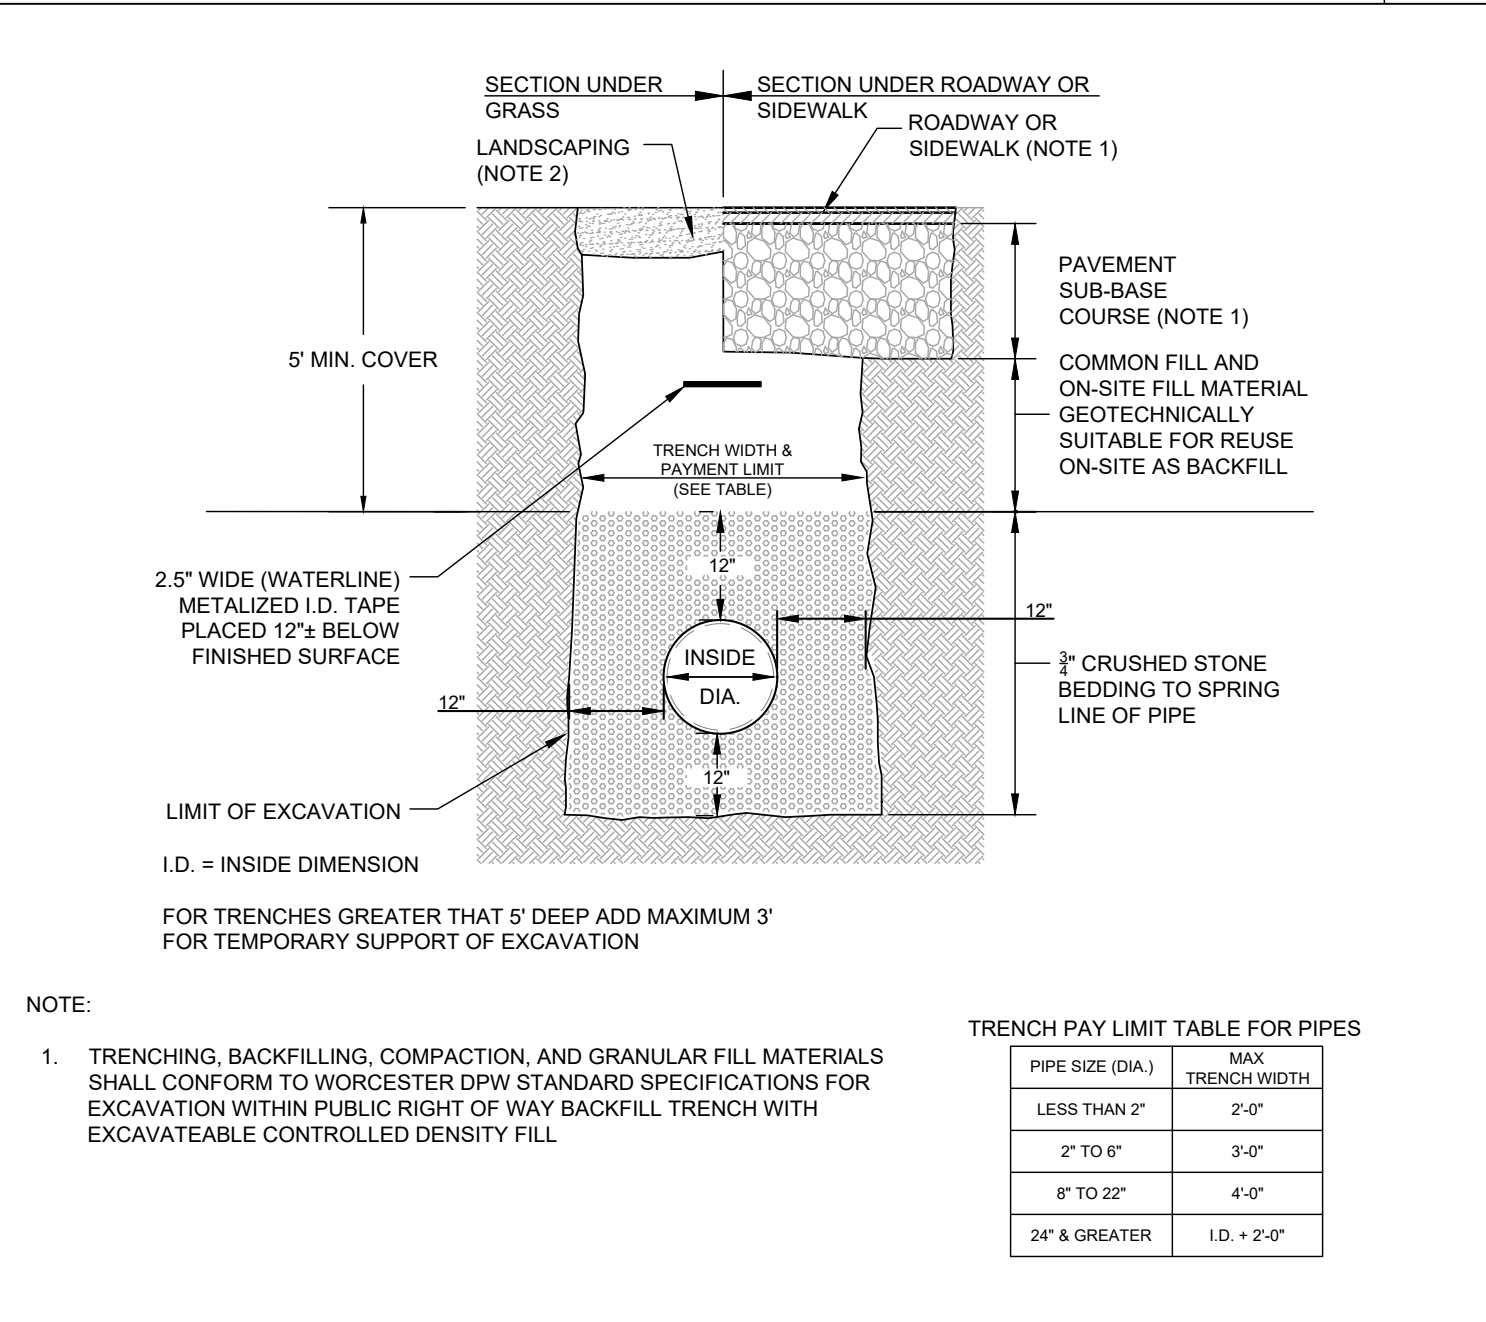 SECTION UNDER
GRASS
SECTION UNDER ROADWAY OR
SIDEWALK
ROADWAY OR
SIDEWALK (NOTE 1)
LANDSCAPING
(NOTE 2)
PAVEMENT
SUB-BASE
COURSE (NOTE 1)
5' MIN. COVER
COMMON FILL AND
ON-SITE FILL MATERIAL
GEOTECHNICALLY
SUITABLE FOR REUSE
ON-SITE AS BACKFILL
TRENCH WIDTH &
PAYMENT LIMIT
(SEE TABLE)
12"
2.5" WIDE (WATERLINE)
METALIZED I.D. TAPE
PLACED 12"± BELOW
FINISHED SURFACE
12"
INSIDE
DIA.
3/4" CRUSHED STONE
BEDDING TO SPRING
LINE OF PIPE
12"
12"
LIMIT OF EXCAVATION
I.D. = INSIDE DIMENSION
FOR TRENCHES GREATER THAT 5' DEEP ADD MAXIMUM 3'
FOR TEMPORARY SUPPORT OF EXCAVATION
NOTE:
1. TRENCHING, BACKFILLING, COMPACTION, AND GRANULAR FILL MATERIALS
SHALL CONFORM TO WORCESTER DPW STANDARD SPECIFICATIONS FOR
EXCAVATION WITHIN PUBLIC RIGHT OF WAY BACKFILL TRENCH WITH
EXCAVATEABLE CONTROLLED DENSITY FILL
TRENCH PAY LIMIT TABLE FOR PIPES
PIPE SIZE (DIA.) MAX
TRENCH WIDTH
LESS THAN 2" 2'-0"
2" TO 6" 3'-0"
8" TO 22" 4'-0"
24" & GREATER I.D. + 2'-0"